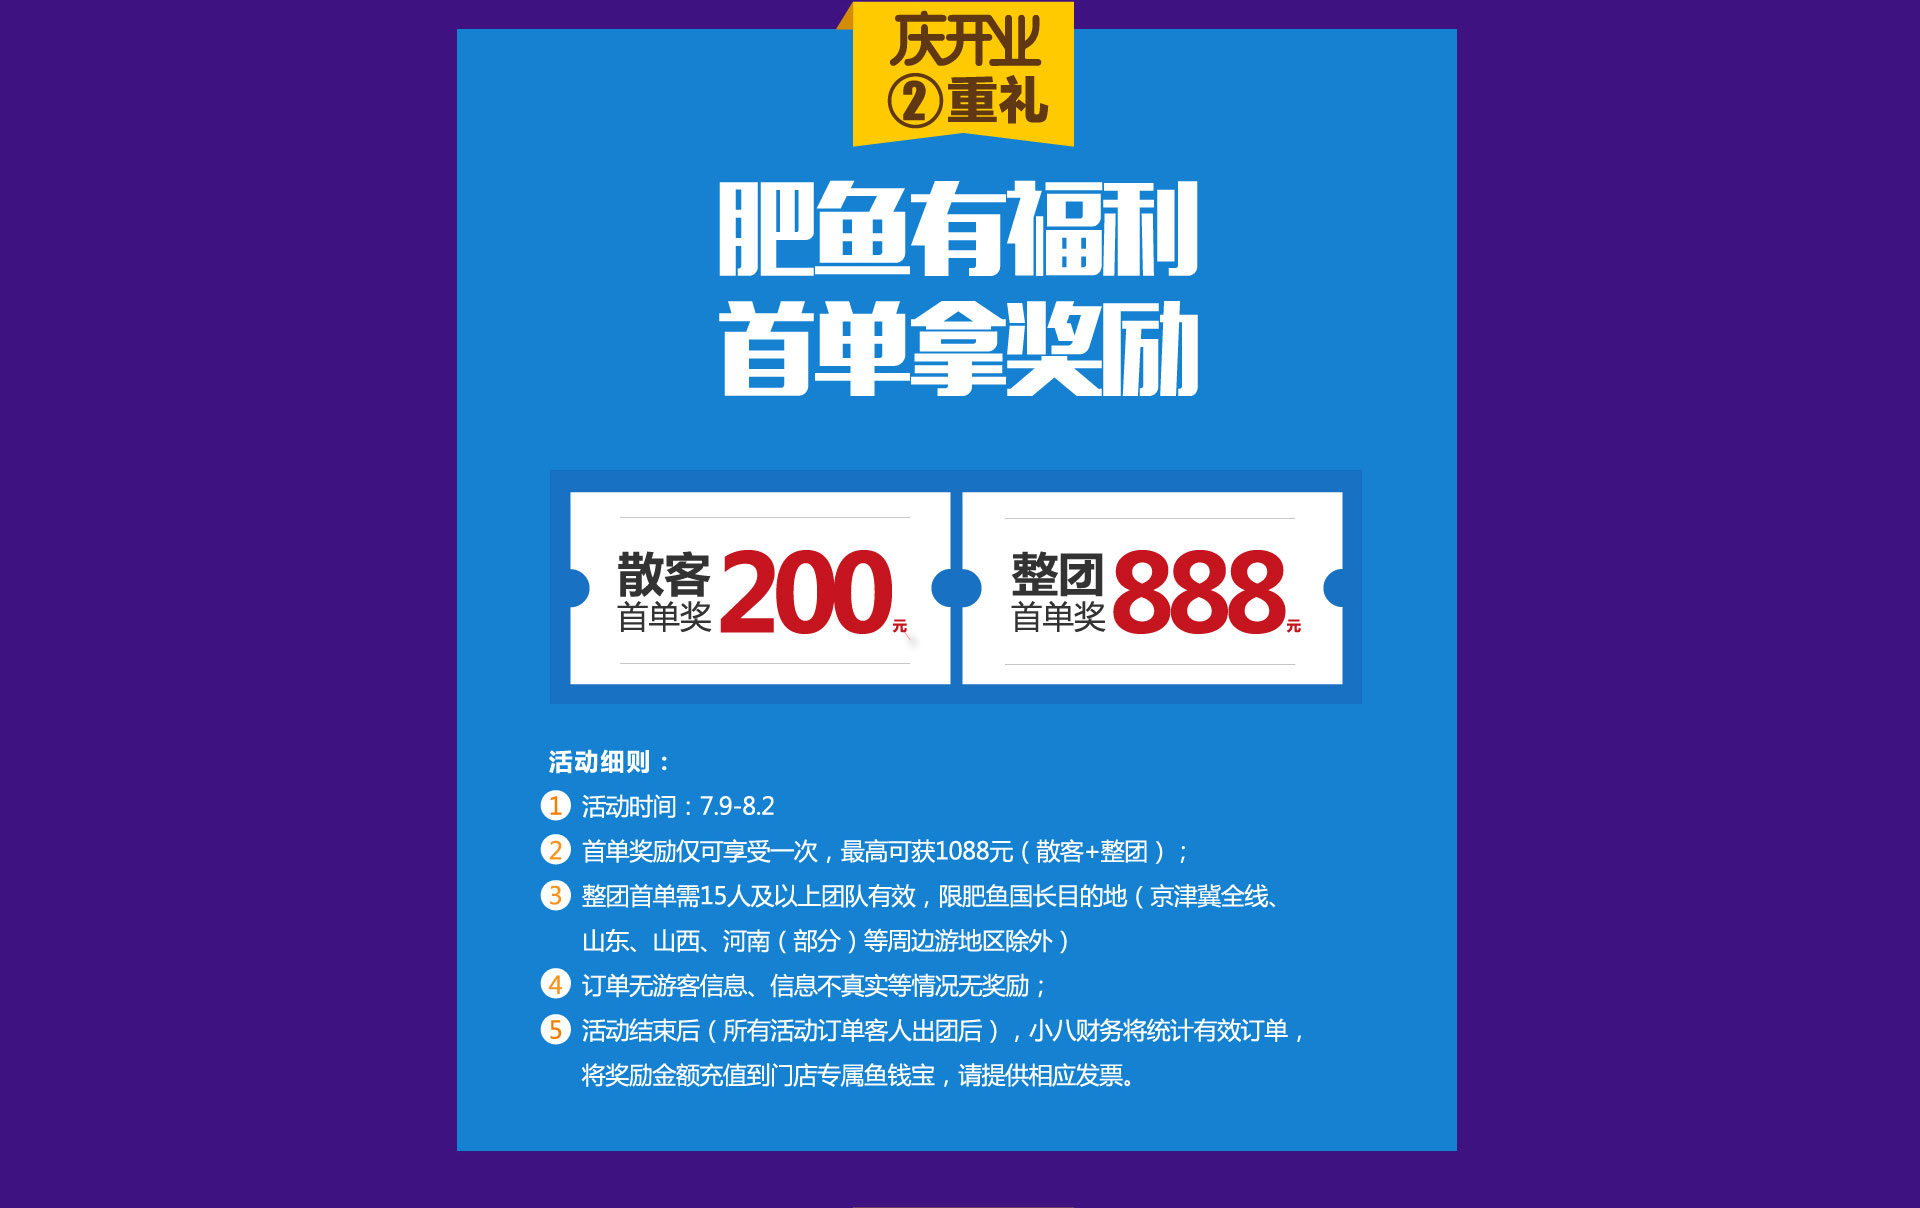 庆开业
②重礼
肥鱼有福利
首单拿奖励
散客
首单奖
200元
整团
首单奖
888元
活动细则：
1 活动时间：7.9-8.2
2 首单奖励仅可享受一次，最高可获1088元（散客+整团）；
3 整团首单需15人及以上团队有效，限肥鱼国长目的地（京津冀全线、
山东、山西、河南（部分）等周边游地区除外）
4 订单无游客信息、信息不真实等情况无奖励；
5 活动结束后（所有活动订单客人出团后），小八财务将统计有效订单，
将奖励金额充值到门店专属鱼钱宝，请提供相应发票。